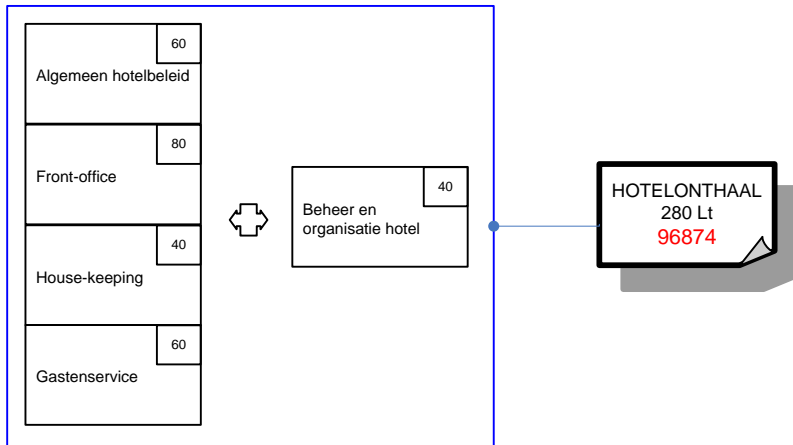 60
Algemeen hotelbeleid
80
Front-office
40
House-keeping
60
Gastenservice
40
Beheer en
organisatie hotel
HOTELONTHAAL
280 Lt
96874